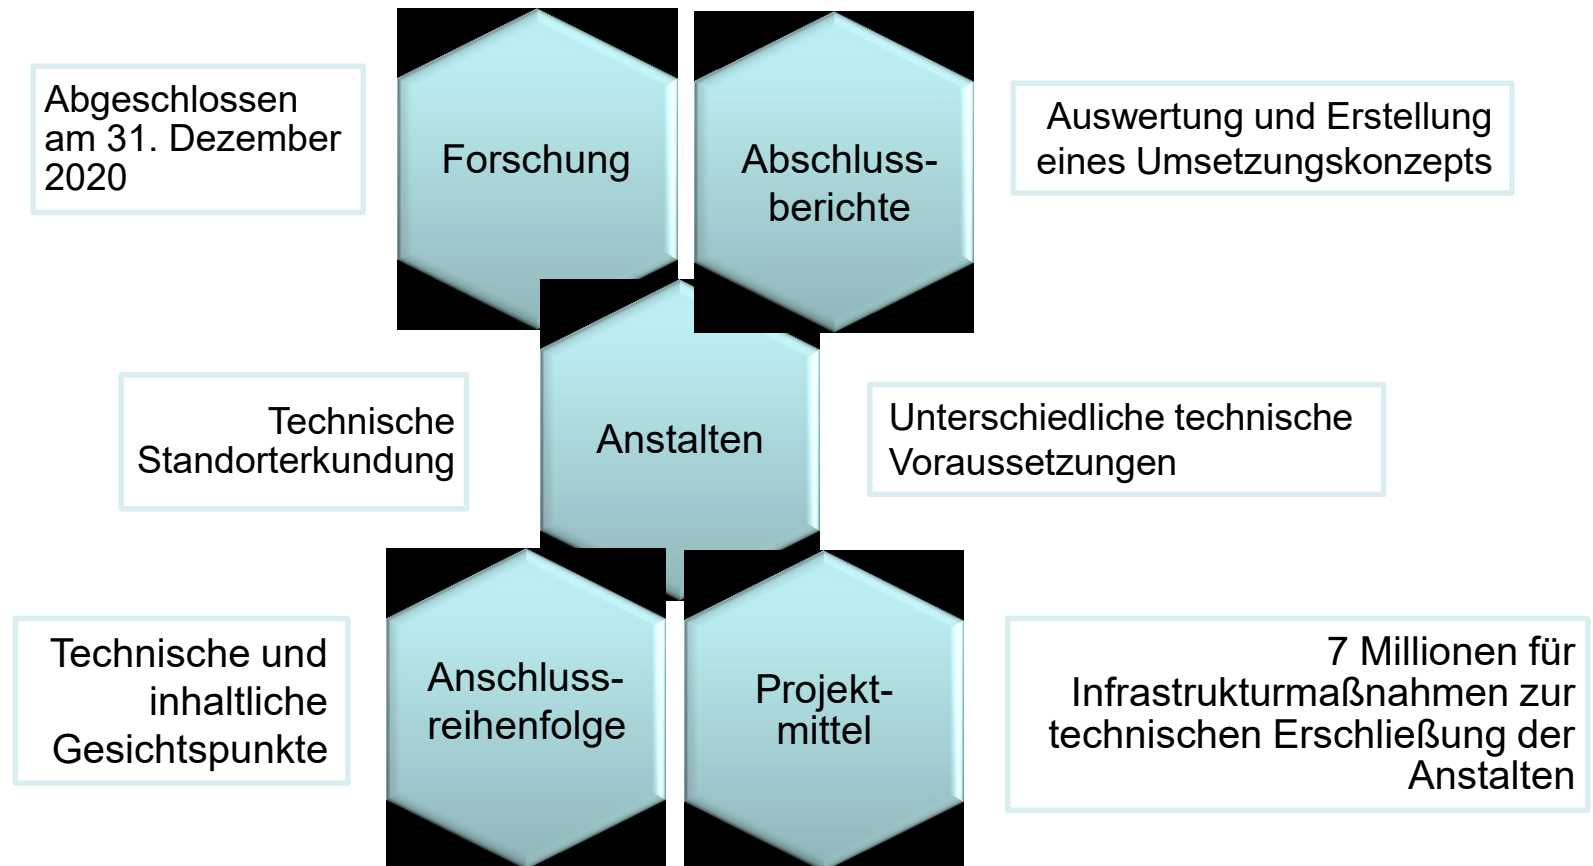 Abgeschlossen
am 31. Dezember
2020
Forschung
Abschluss-
berichte
Auswertung und Erstellung
eines Umsetzungskonzepts
Technische
Standorterkundung
Anstalten
Unterschiedliche technische
Voraussetzungen
Technische und
inhaltliche
Gesichtspunkte
Anschluss-
reihenfolge
Projekt-
mittel
7 Millionen für
Infrastrukturmaßnahmen zur
technischen Erschließung der
Anstalten